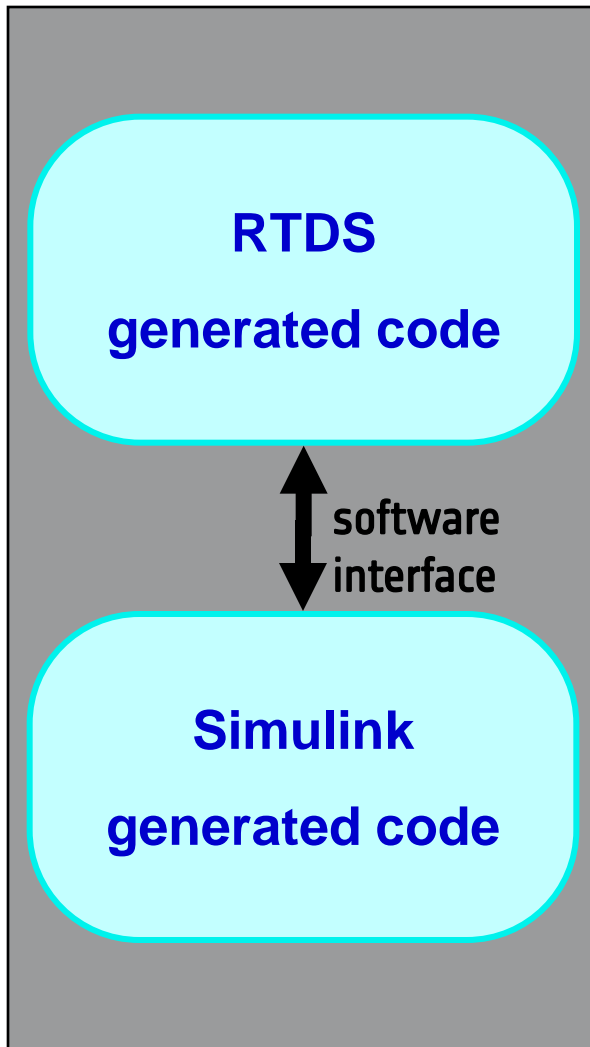 RTDS
generated code
software
interface
Simulink
generated code